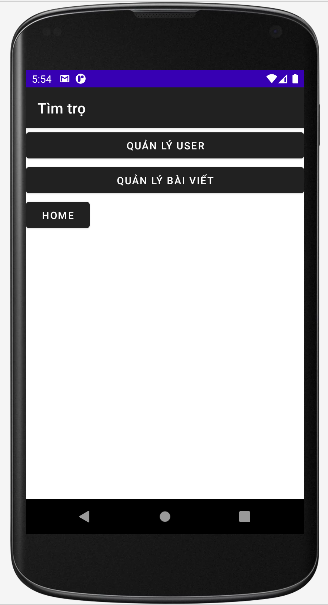 5:54
Tìm trọ
QUẢN LÝ USER
QUẢN LÝ BÀI VIẾT
HOME